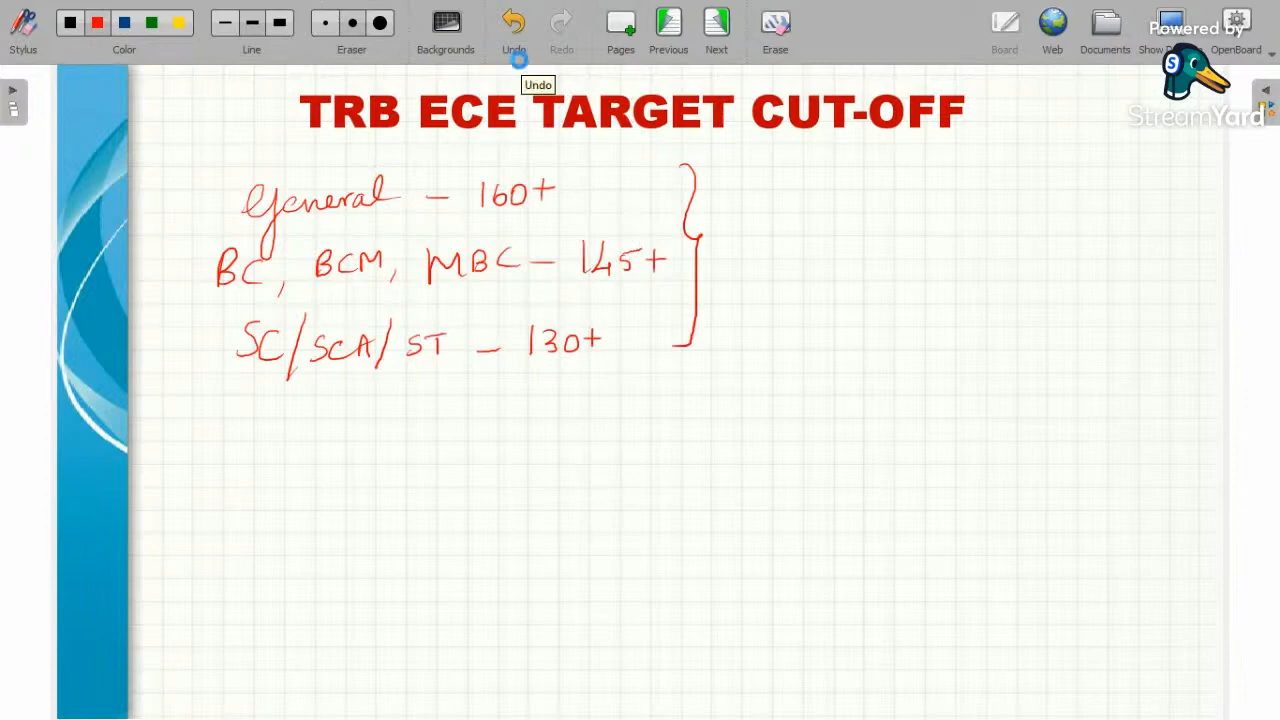 Stylus Color Line Eraser Backgrounds Undo Redo Pages Previous Next Erase Board Web Documents OpenBoard
Powered by
StreamYard
Undo
TRB ECE TARGET CUT-OFF
General – 160+
BC, BCM, MBC – 145+
SC/SCA/ST – 130+